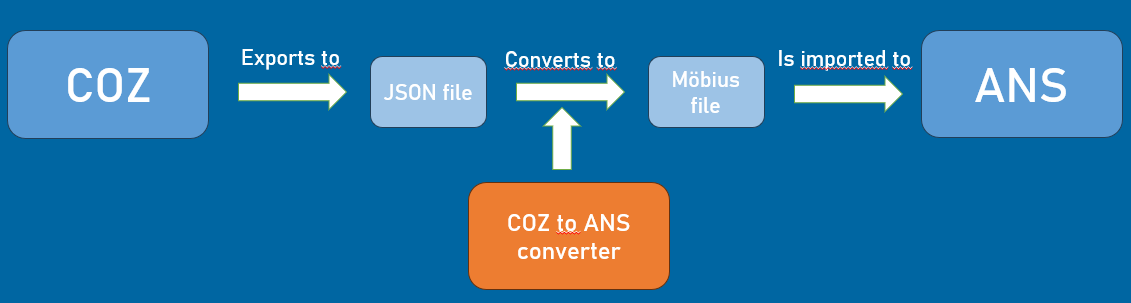 COZ
Exports to
JSON file
Converts to
Möbius
file
Is imported to
ANS
COZ to ANS
converter